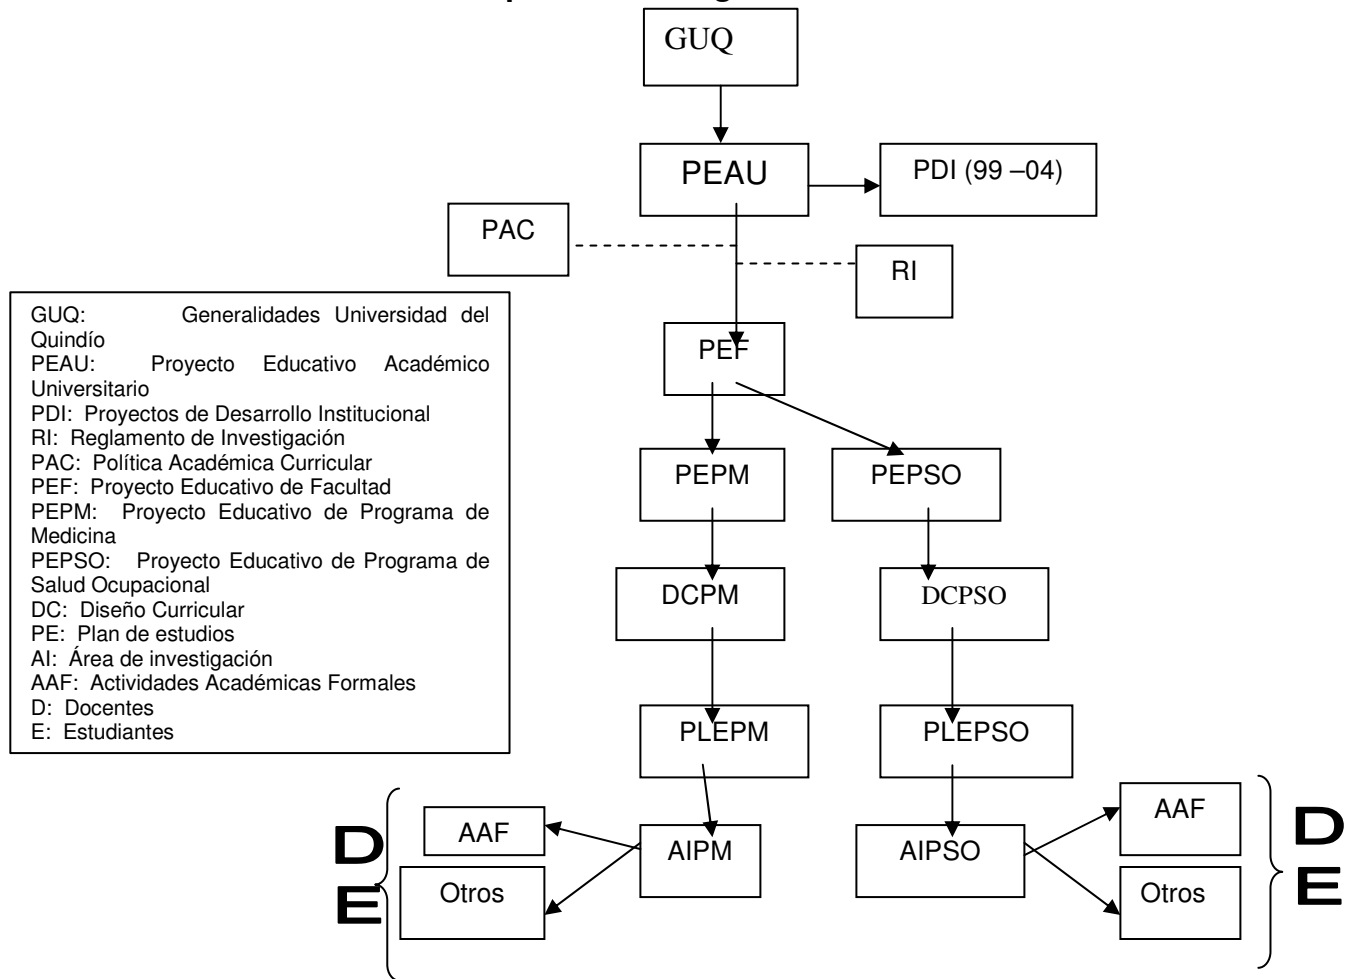 GUQ
PEAU
PDI (99 –04)
PAC
RI
GUQ: Generalidades Universidad del
Quindío
PEAU: Proyecto Educativo Académico
Universitario
PDI: Proyectos de Desarrollo Institucional
RI: Reglamento de Investigación
PAC: Política Académica Curricular
PEF: Proyecto Educativo de Facultad
PEPM: Proyecto Educativo de Programa de
Medicina
PEPSO: Proyecto Educativo de Programa de
Salud Ocupacional
DC: Diseño Curricular
PE: Plan de estudios
AI: Área de investigación
AAF: Actividades Académicas Formales
D: Docentes
E: Estudiantes
PEF
PEPM
PEPSO
DCPM
DCPSO
PLEPM
PLEPSO
D
E
AAF
Otros
AIPM
AIPSO
AAF
Otros
D
E